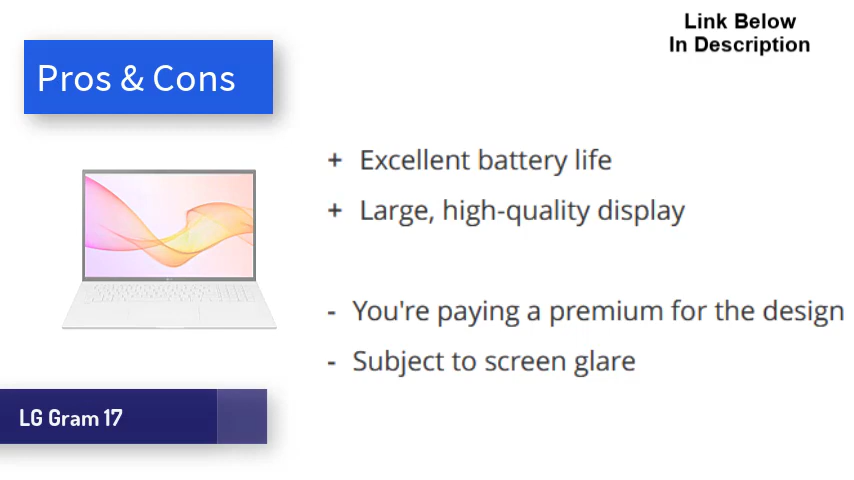 Link Below
In Description
Pros & Cons
+ Excellent battery life
+ Large, high-quality display
- You're paying a premium for the design
- Subject to screen glare
LG Gram 17